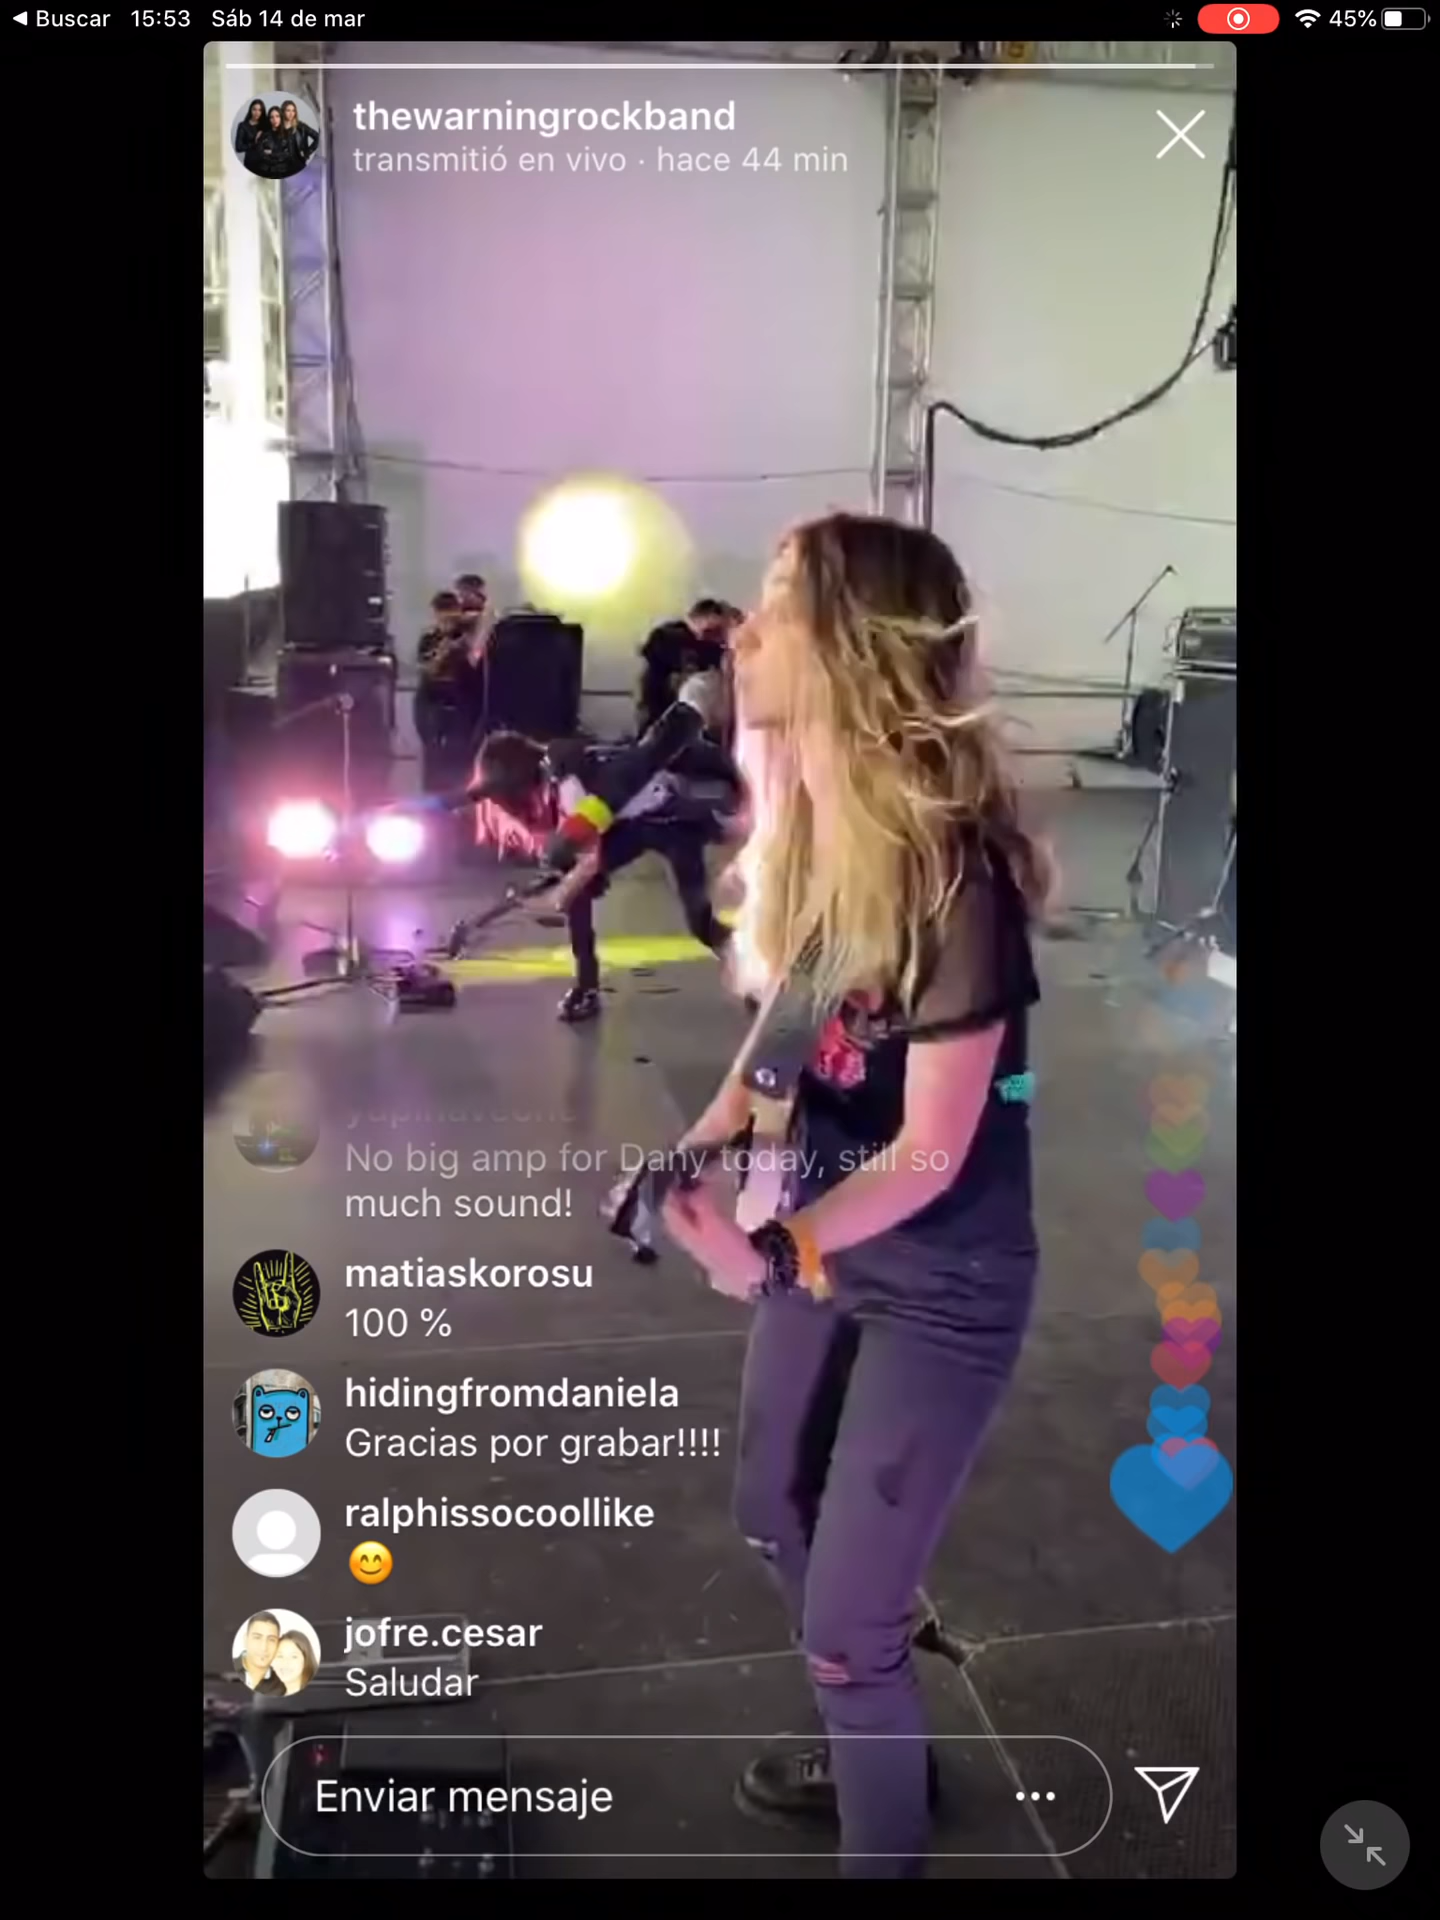 Buscar 15:53 Sáb 14 de mar 45%
thewarningrockband
transmitió en vivo · hace 44 min
No big amp for Dany today, still so
much sound!
matiaskorosu
100 %
hidingfromdaniela
Gracias por grabar!!!!
ralphissocoollike
😊
jofre.cesar
Saludar
Enviar mensaje